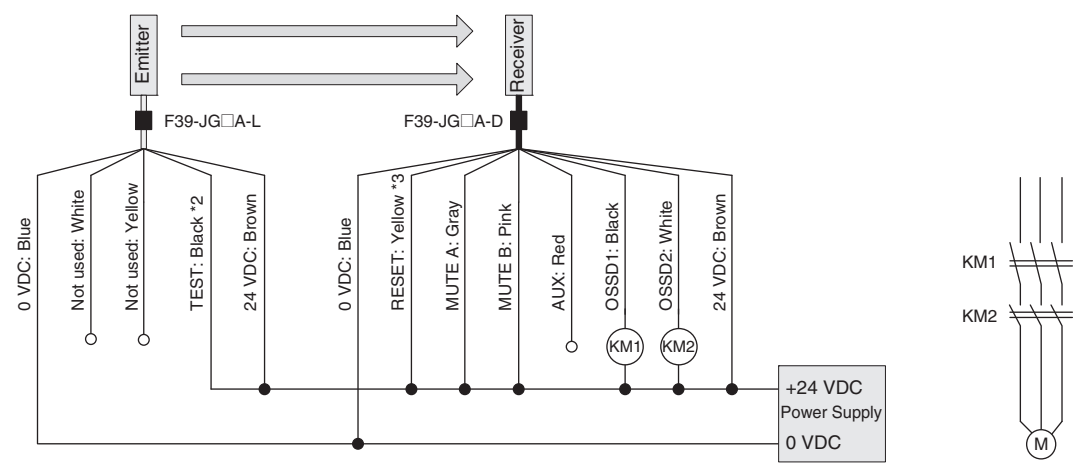 Emitter
Receiver
F39-JG□A-L
F39-JG□A-D
0 VDC: Blue
Not used: White
Not used: Yellow
TEST: Black *2
24 VDC: Brown
0 VDC: Blue
RESET: Yellow *3
MUTE A: Gray
MUTE B: Pink
AUX: Red
OSSD1: Black
OSSD2: White
24 VDC: Brown
KM1
KM2
KM1
KM2
+24 VDC
Power Supply
0 VDC
M